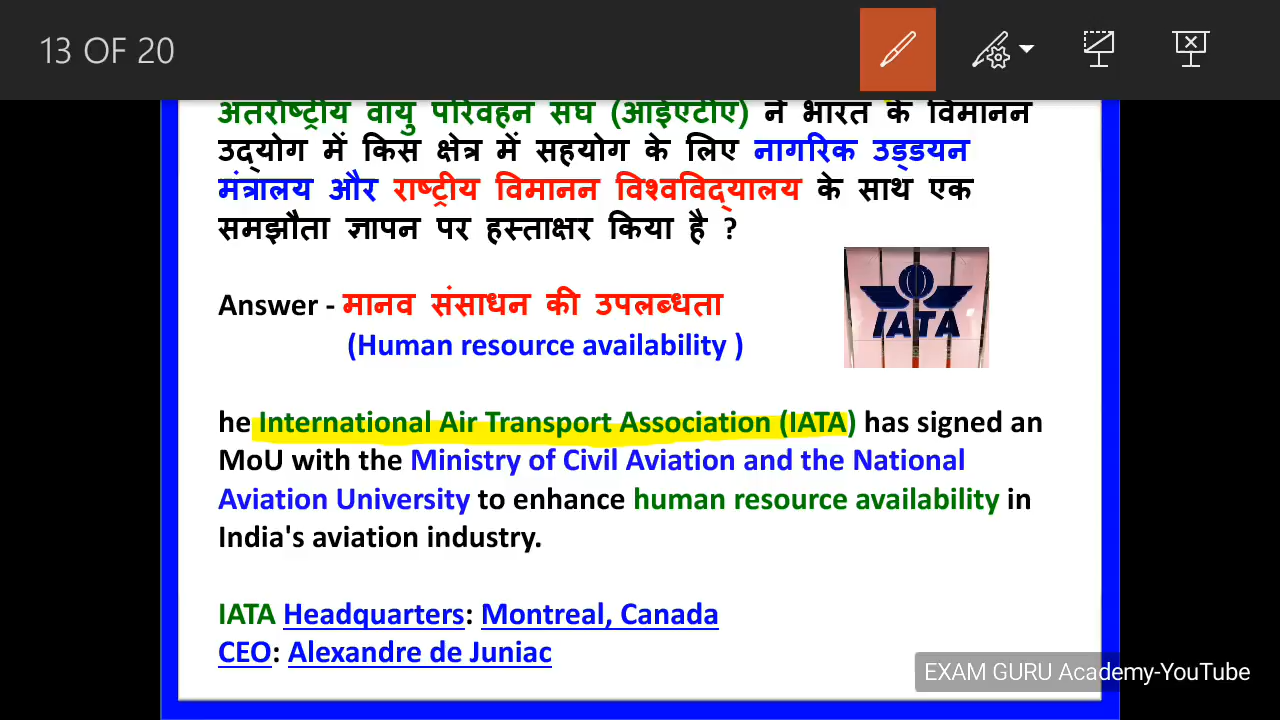 13 OF 20
अंतर्राष्ट्रीय वायु परिवहन संघ (आईएटीए) ने भारत के विमानन
उद्योग में किस क्षेत्र में सहयोग के लिए नागरिक उड्डयन
मंत्रालय और राष्ट्रीय विमानन विश्वविद्यालय के साथ एक
समझौता ज्ञापन पर हस्ताक्षर किया है ?
Answer - मानव संसाधन की उपलब्धता
(Human resource availability )
IATA
he International Air Transport Association (IATA) has signed an
MoU with the Ministry of Civil Aviation and the National
Aviation University to enhance human resource availability in
India's aviation industry.
IATA Headquarters: Montreal, Canada
CEO: Alexandre de Juniac
EXAM GURU Academy-YouTube